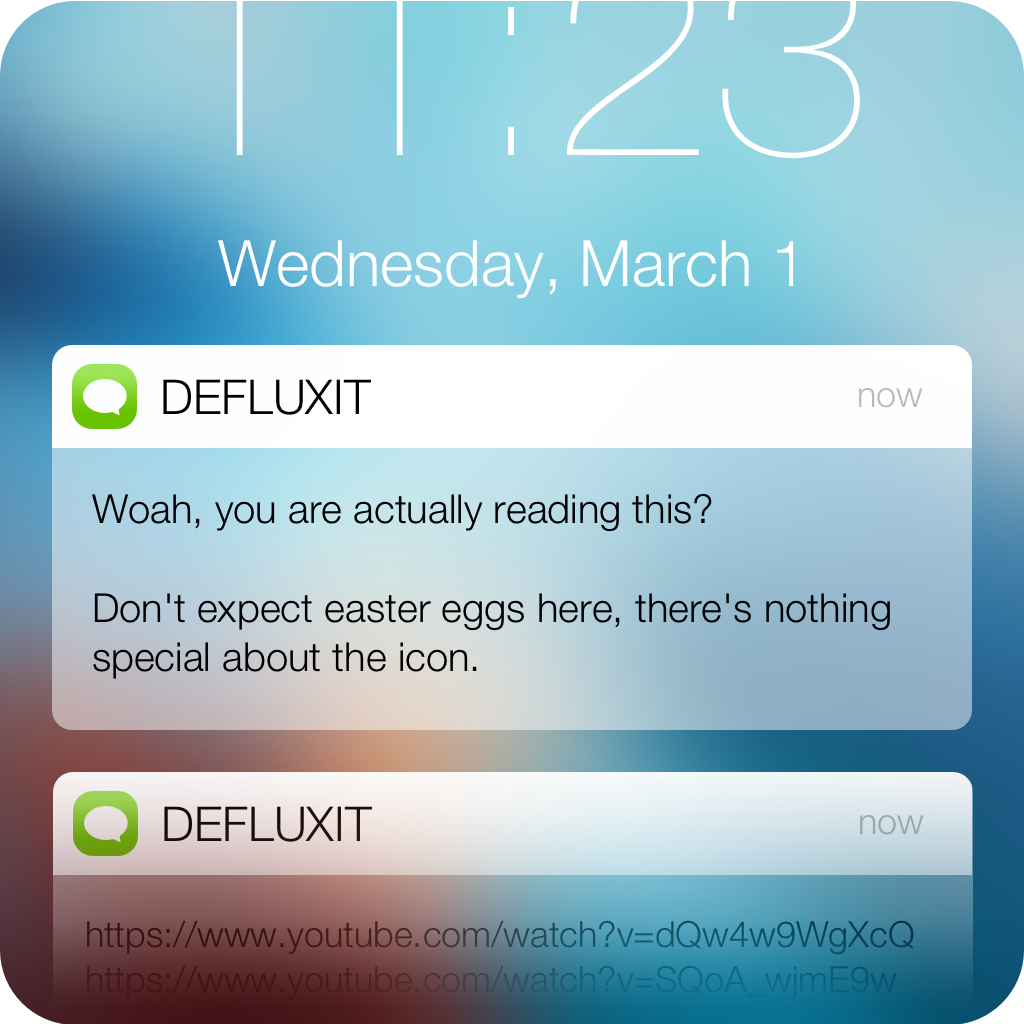 11:23
Wednesday, March 1
DEFLUXIT
now
Woah, you are actually reading this?
Don't expect easter eggs here, there's nothing
special about the icon.
DEFLUXIT
now
https://www.youtube.com/watch?v=dQw4w9WgXcQ
https://www.youtube.com/watch?v=SQoA_wjmE9w